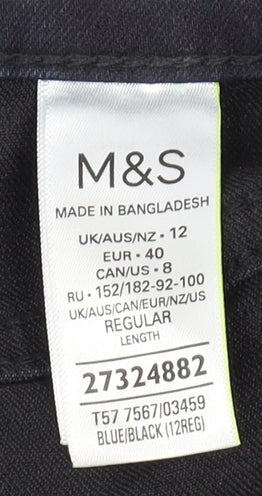 M&S
MADE IN BANGLADESH
UK/AUS/NZ • 12
EUR • 40
CAN/US • 8
RU • 152/182-92-100
UK/AUS/CAN/EUR/NZ/US
REGULAR
LENGTH
27324882
T57 7567/03459
BLUE/BLACK (12REG)